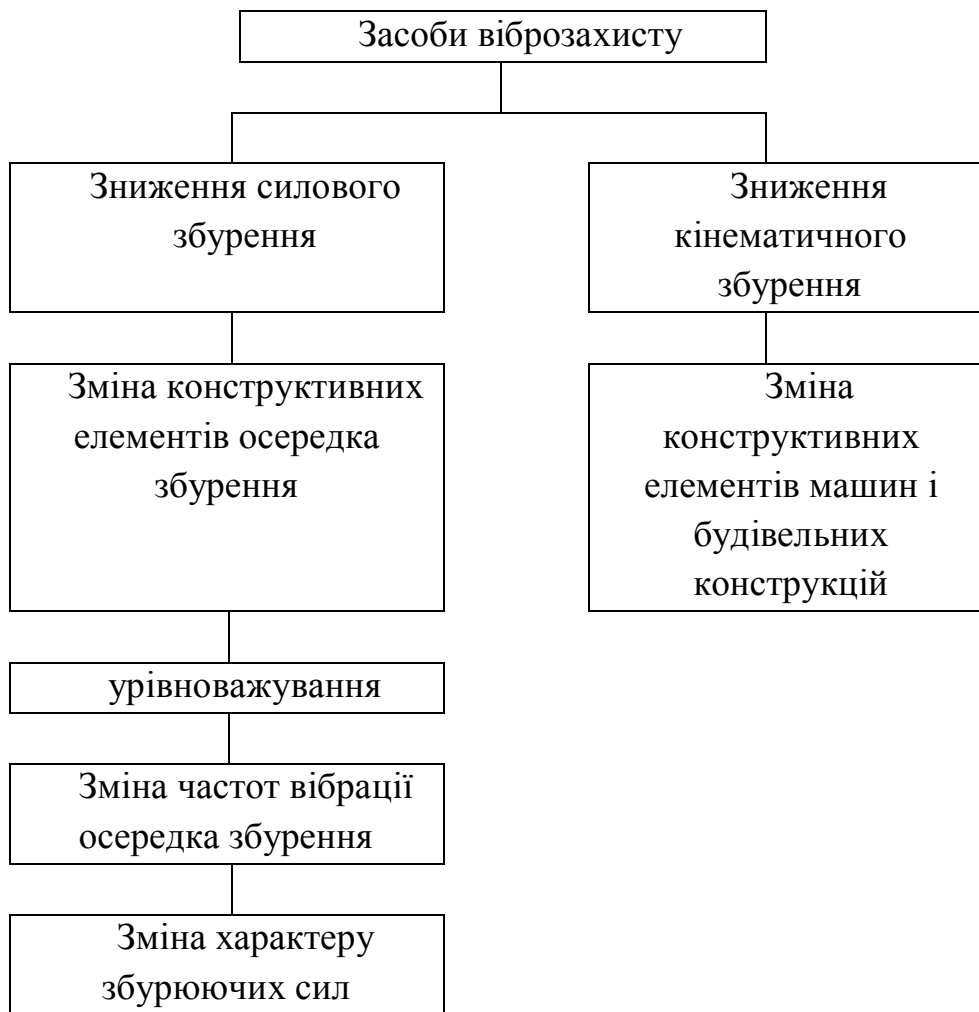 Засоби віброзахисту
Зниження силового
збурення
Зниження
кінематичного
збурення
Зміна конструктивних
елементів осередка
збурення
Зміна
конструктивних
елементів машин і
будівельних
конструкцій
урівноважування
Зміна частот вібрації
осередка збурення
Зміна характеру
збурюючих сил